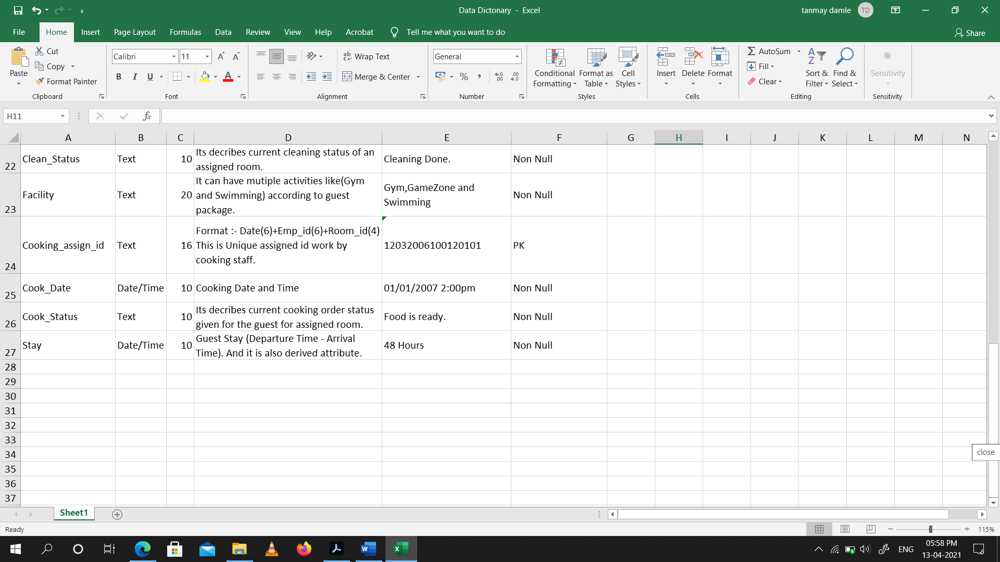 Data Dictonary - Excel
tanmay damle TD
File Home Insert Page Layout Formulas Data Review View Help Acrobat Tell me what you want to do Share
Paste Cut Copy Format Painter Clipboard
Calibri 11 B I U A Font
ab Wrap Text Merge & Center Alignment
General % Number
Conditional Formatting Format as Table Cell Styles Styles
Insert Delete Format Cells
AutoSum Fill Clear Sort & Filter Find & Select Editing
Sensitivity Sensitivity
H11 fx
A B C D E F G H I J K L M N
22 Clean_Status Text 10 Its decribes current cleaning status of an Cleaning Done. Non Null
assigned room.
23 Facility Text 20 It can have mutiple activities like(Gym Gym,GameZone and Non Null
and Swimming) according to guest Swimming
package.
24 Cooking_assign_id Text 16 Format :- Date(6)+Emp_id(6)+Room_id(4) 12032006100120101 PK
This is Unique assigned id work by
cooking staff.
25 Cook_Date Date/Time 10 Cooking Date and Time 01/01/2007 2:00pm Non Null
26 Cook_Status Text 10 Its decribes current cooking order status Food is ready. Non Null
given for the guest for assigned room.
27 Stay Date/Time 10 Guest Stay (Departure Time - Arrival 48 Hours Non Null
Time). And it is also derived attribute.
28
29
30
31
32
33
34
close
35
36
37
Sheet1
Ready 115%
ENG 05:58 PM
13-04-2021